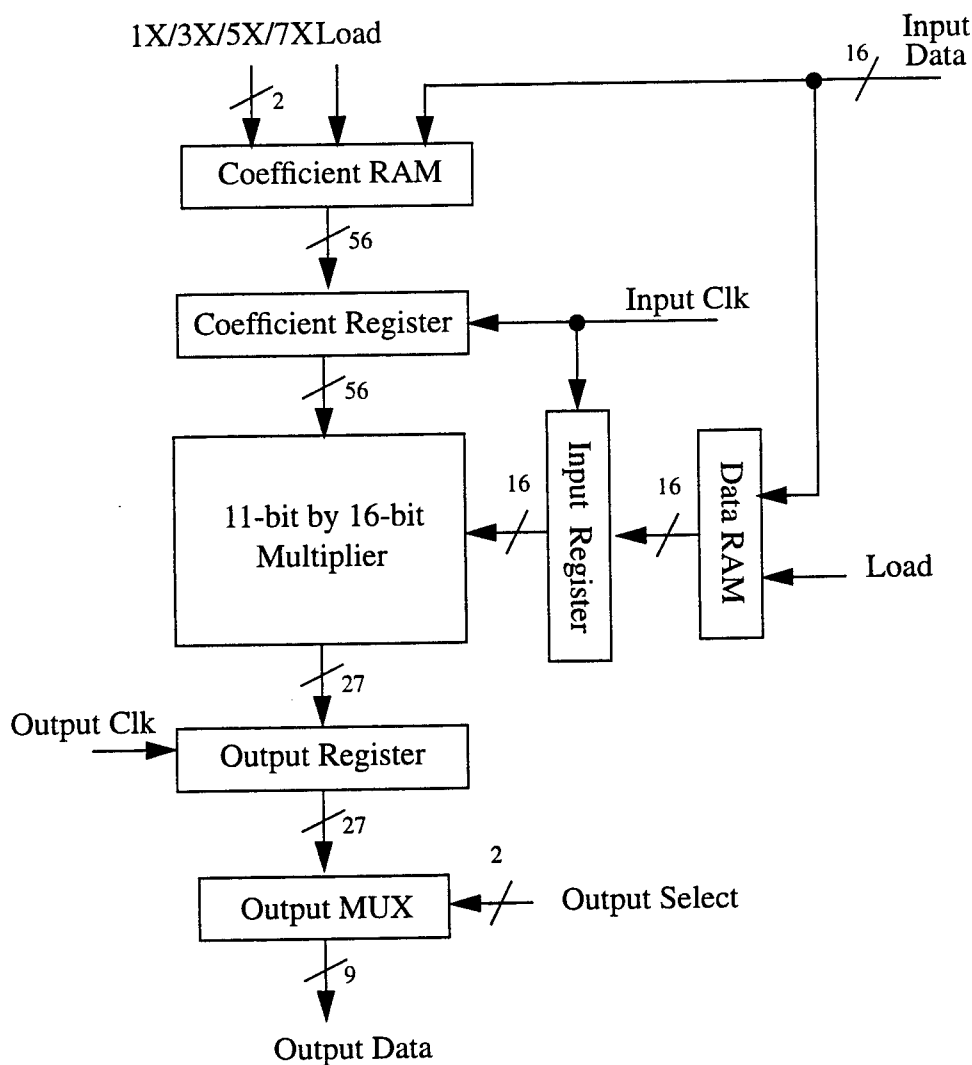 1X/3X/5X/7X Load
Input
Data
16
2
Coefficient RAM
56
Input Clk
Coefficient Register
56
11-bit by 16-bit
Multiplier
16
Input Register
16
Data RAM
Load
27
Output Clk
Output Register
27
2
Output MUX
Output Select
9
Output Data